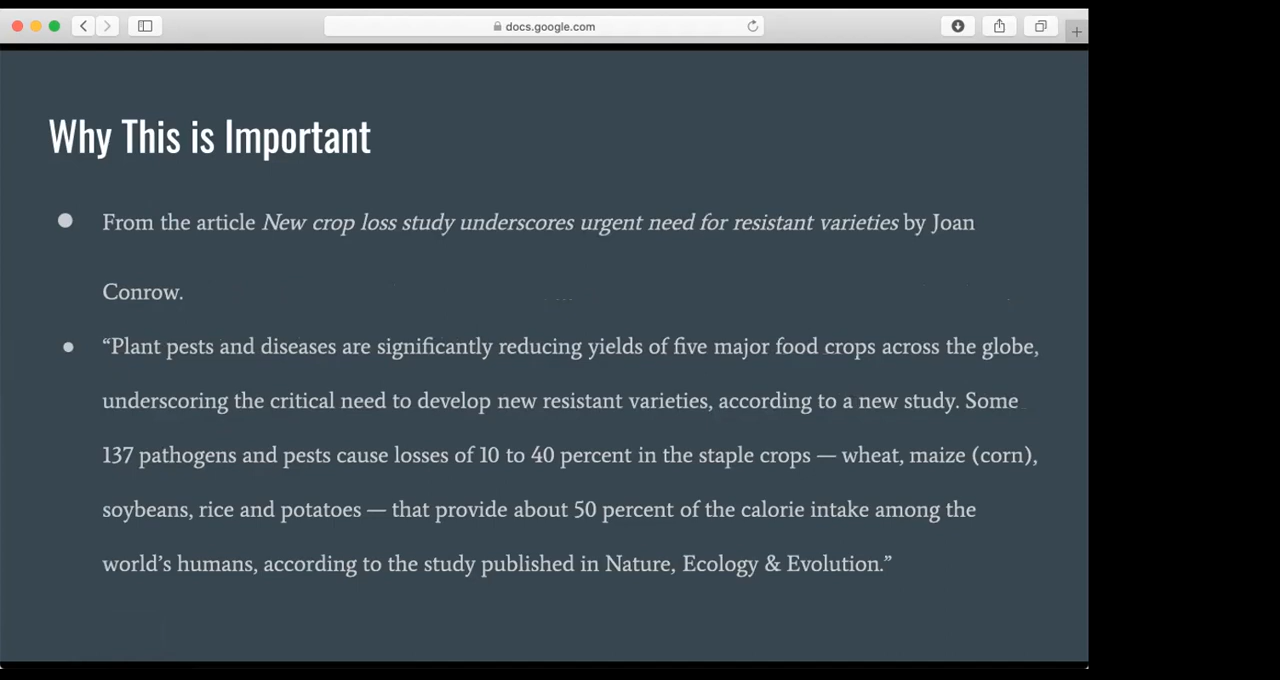 docs.google.com
Why This is Important
From the article New crop loss study underscores urgent need for resistant varieties by Joan
Conrow.
“Plant pests and diseases are significantly reducing yields of five major food crops across the globe,
underscoring the critical need to develop new resistant varieties, according to a new study. Some
137 pathogens and pests cause losses of 10 to 40 percent in the staple crops — wheat, maize (corn),
soybeans, rice and potatoes — that provide about 50 percent of the calorie intake among the
world’s humans, according to the study published in Nature, Ecology & Evolution.”